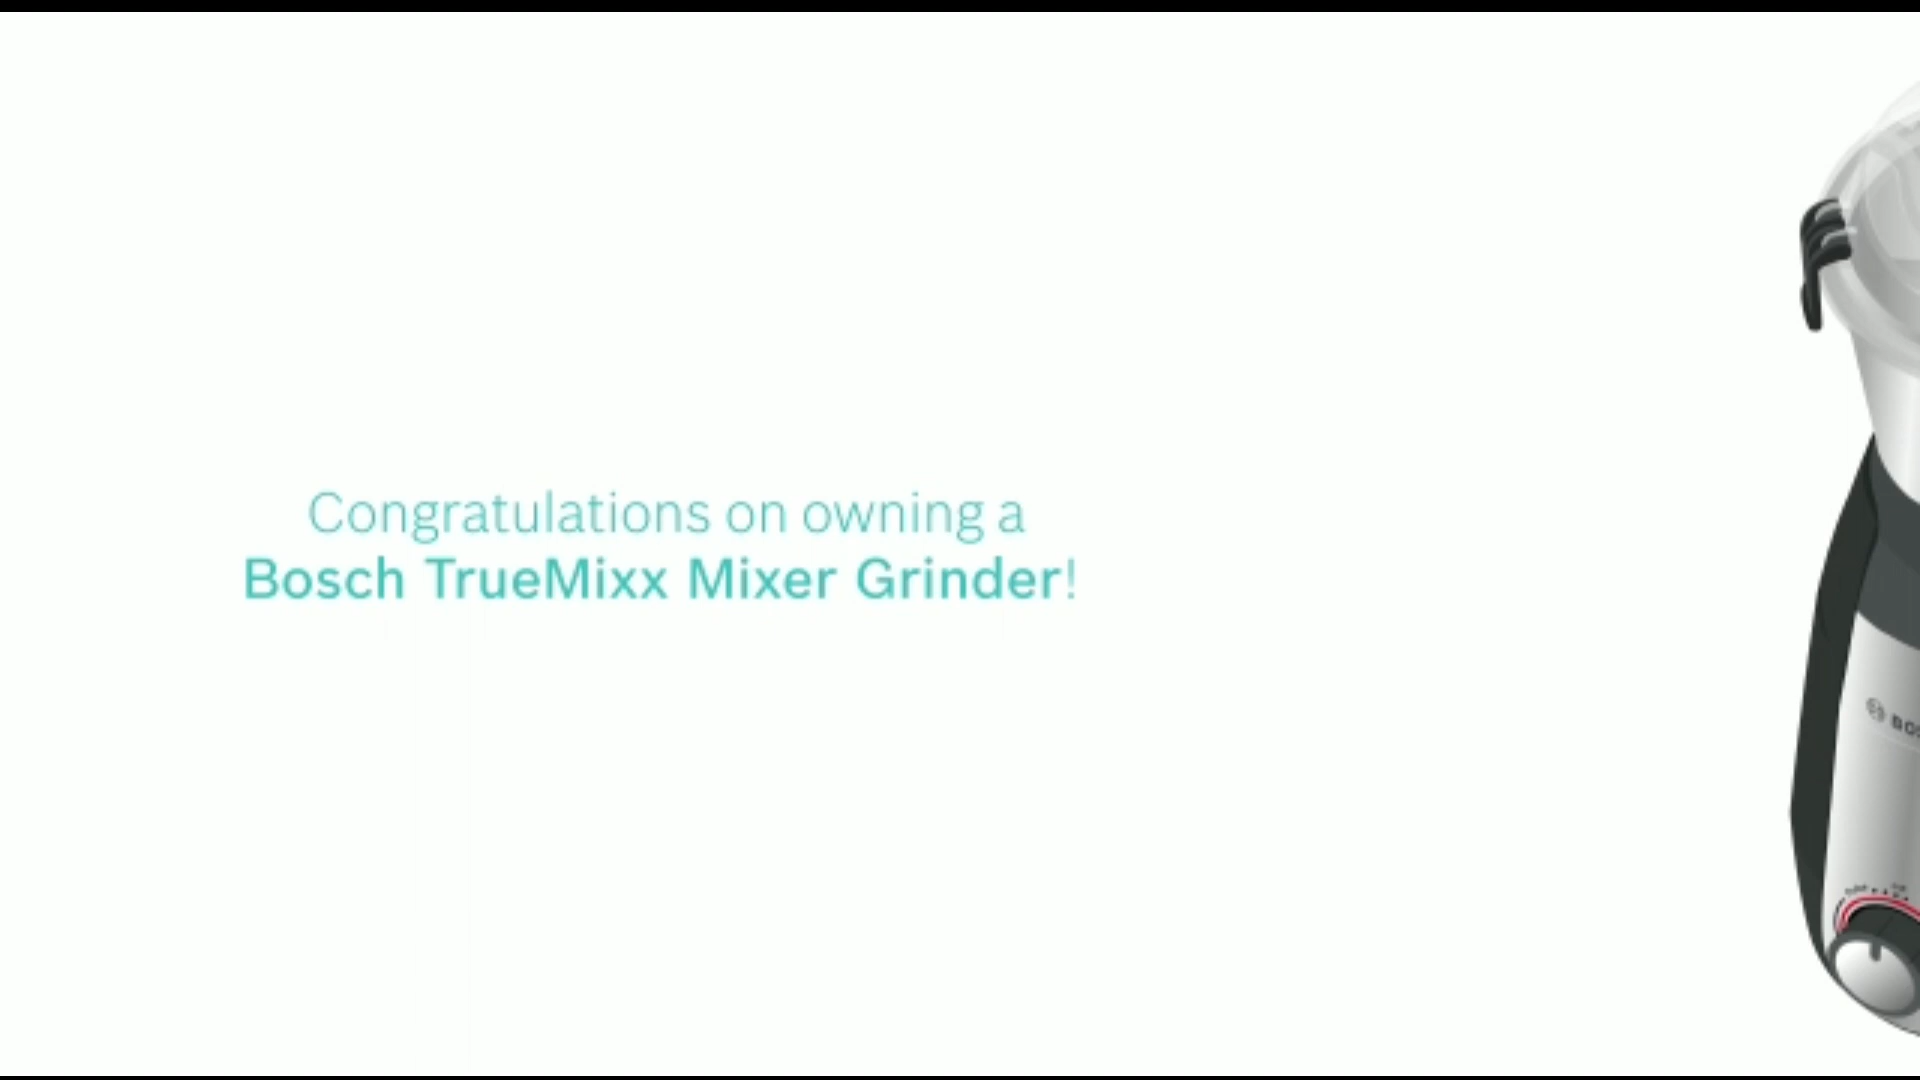 Congratulations on owning a
Bosch TrueMixx Mixer Grinder!